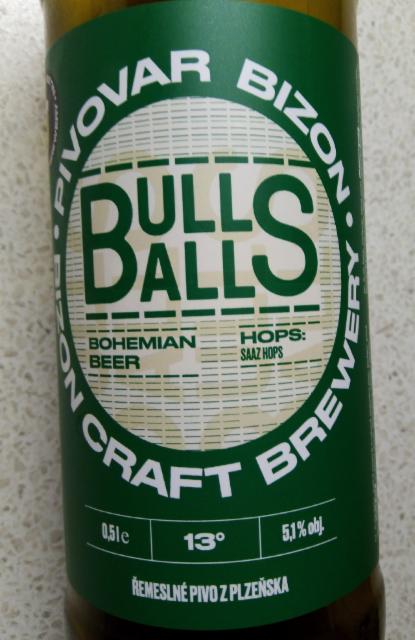 PIVOVAR BIZON
BULLS
BALLS
BOHEMIAN
BEER
HOPS:
SAAZ HOPS
BIZON CRAFT BREWERY
0,5l e
13°
5,1% obj.
ŘEMESLNÉ PIVO Z PLZEŇSKA